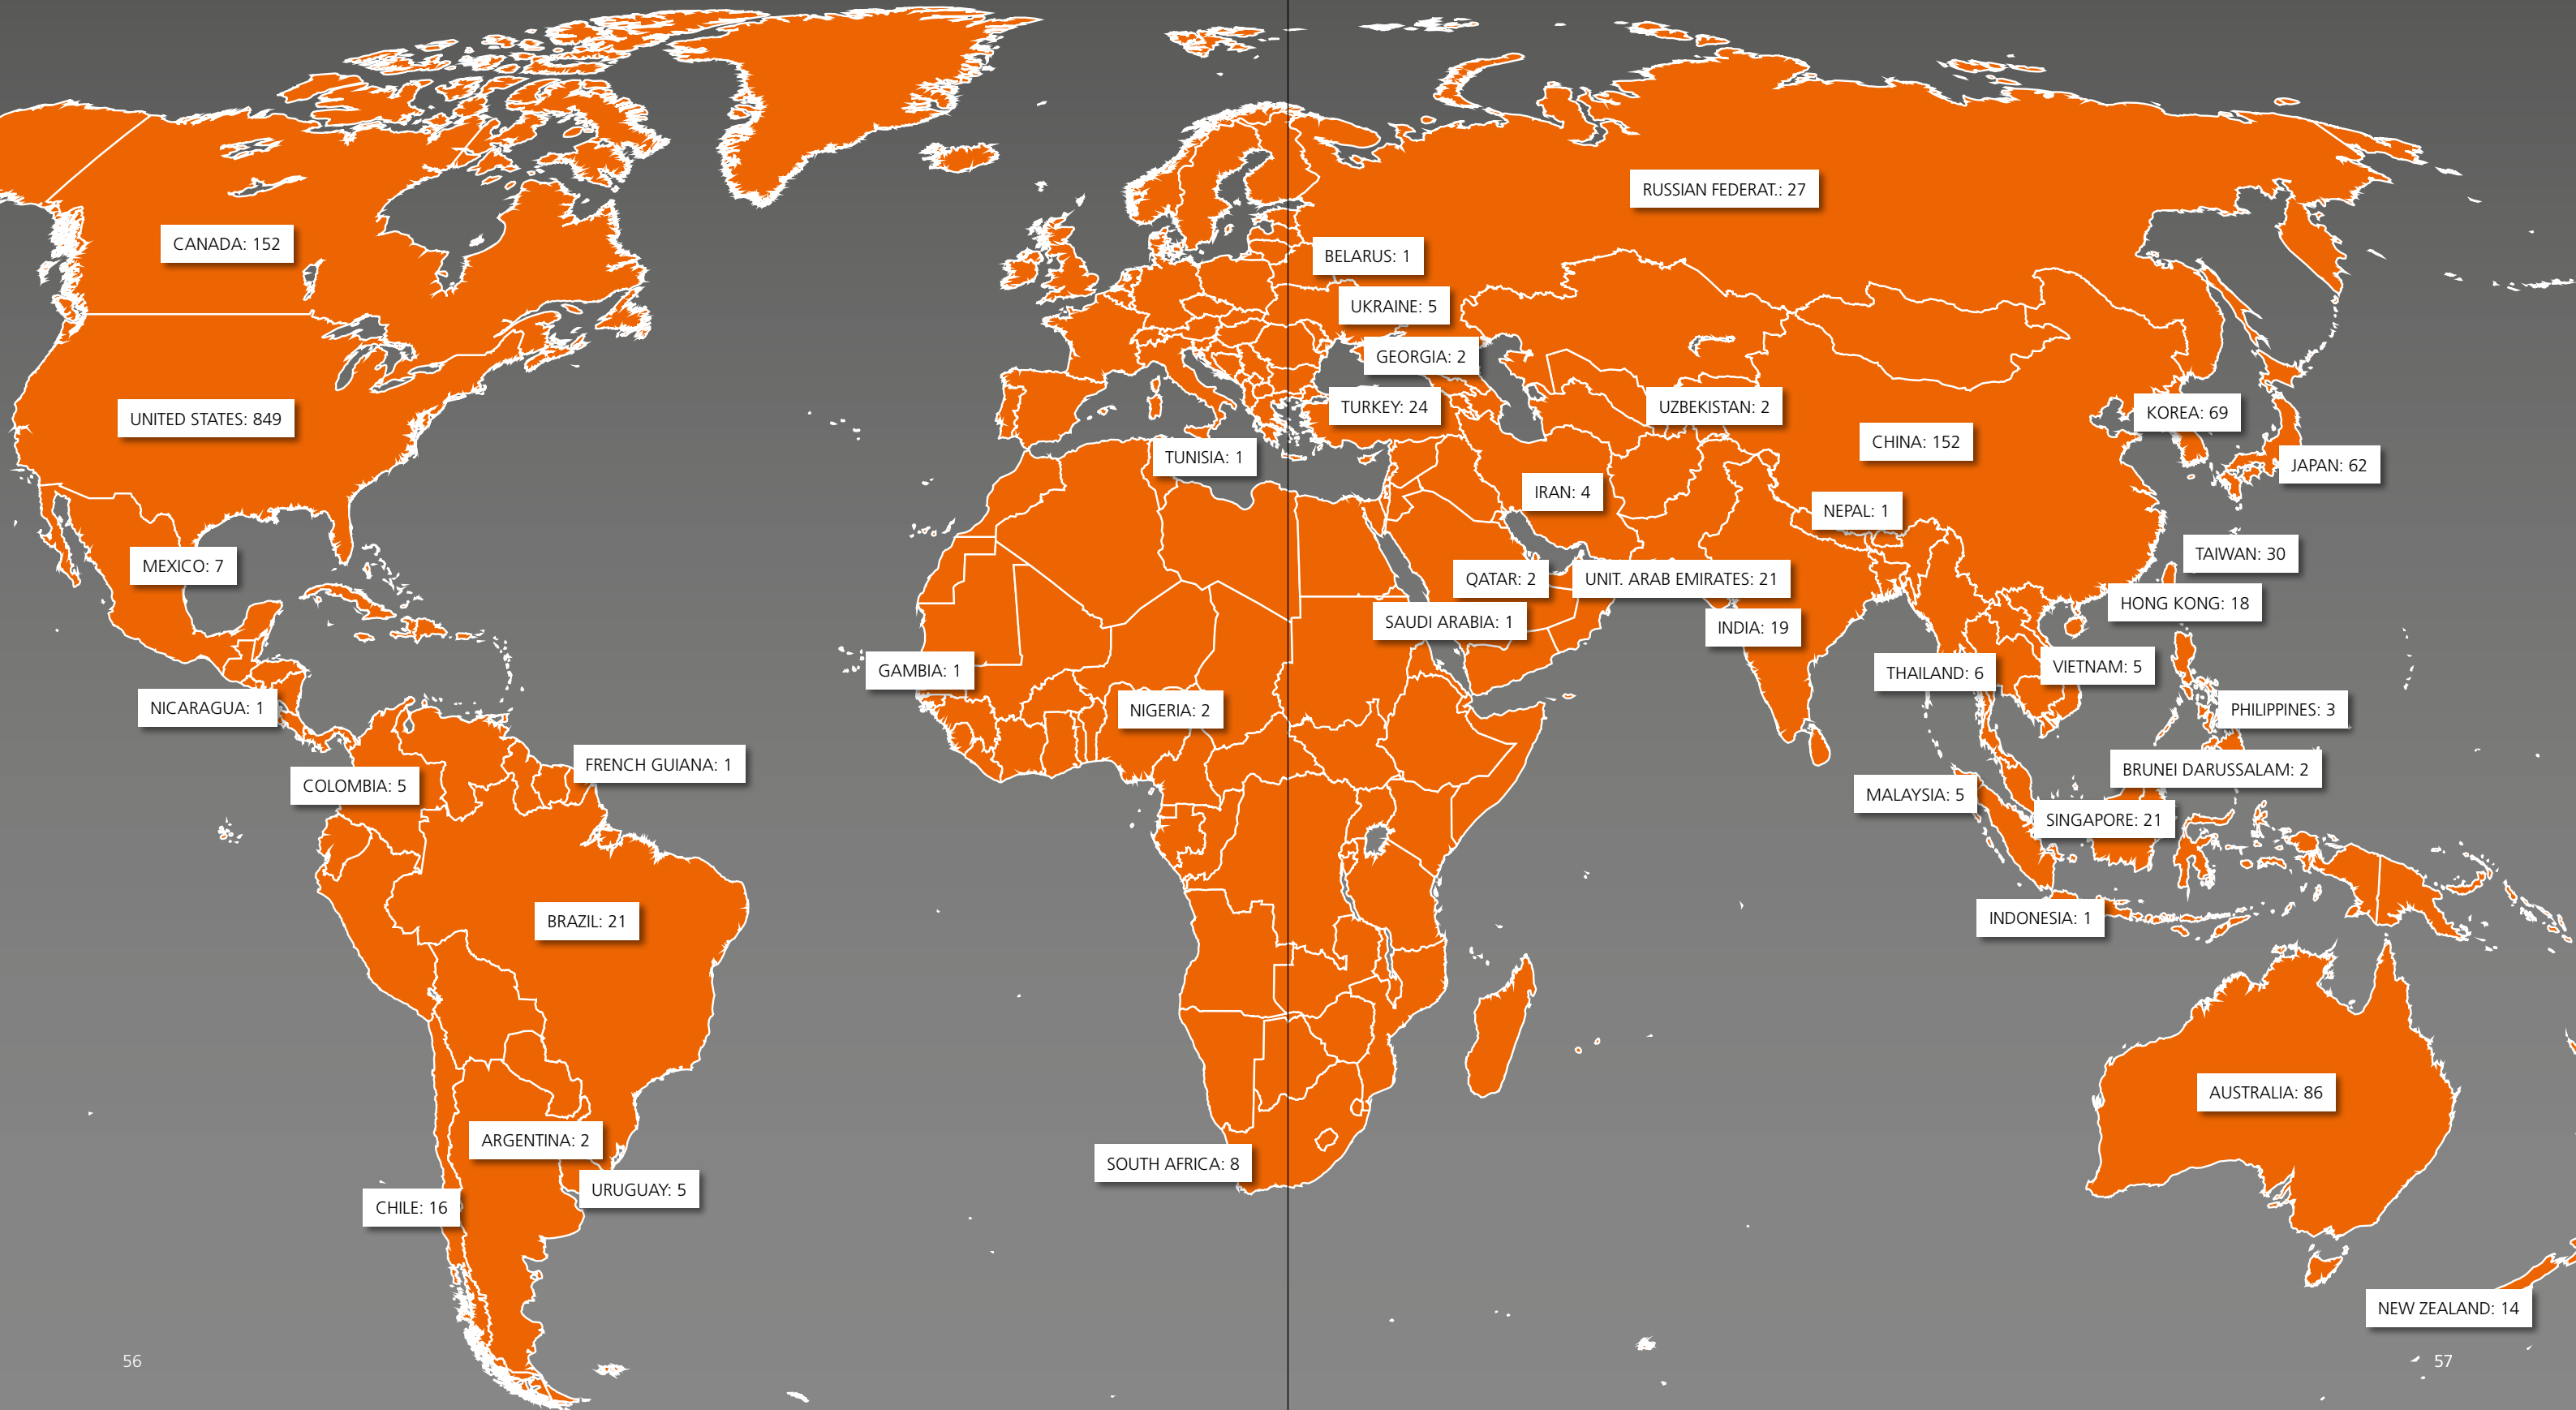 CANADA: 152
UNITED STATES: 849
MEXICO: 7
NICARAGUA: 1
COLOMBIA: 5
FRENCH GUIANA: 1
BRAZIL: 21
ARGENTINA: 2
URUGUAY: 5
CHILE: 16
TUNISIA: 1
GAMBIA: 1
NIGERIA: 2
SOUTH AFRICA: 8
56
RUSSIAN FEDERAT.: 27
BELARUS: 1
UKRAINE: 5
GEORGIA: 2
TURKEY: 24
UZBEKISTAN: 2
KOREA: 69
CHINA: 152
JAPAN: 62
IRAN: 4
NEPAL: 1
TAIWAN: 30
QATAR: 2
UNIT. ARAB EMIRATES: 21
HONG KONG: 18
SAUDI ARABIA: 1
INDIA: 19
THAILAND: 6
VIETNAM: 5
PHILIPPINES: 3
BRUNEI DARUSSALAM: 2
MALAYSIA: 5
SINGAPORE: 21
INDONESIA: 1
AUSTRALIA: 86
NEW ZEALAND: 14
57